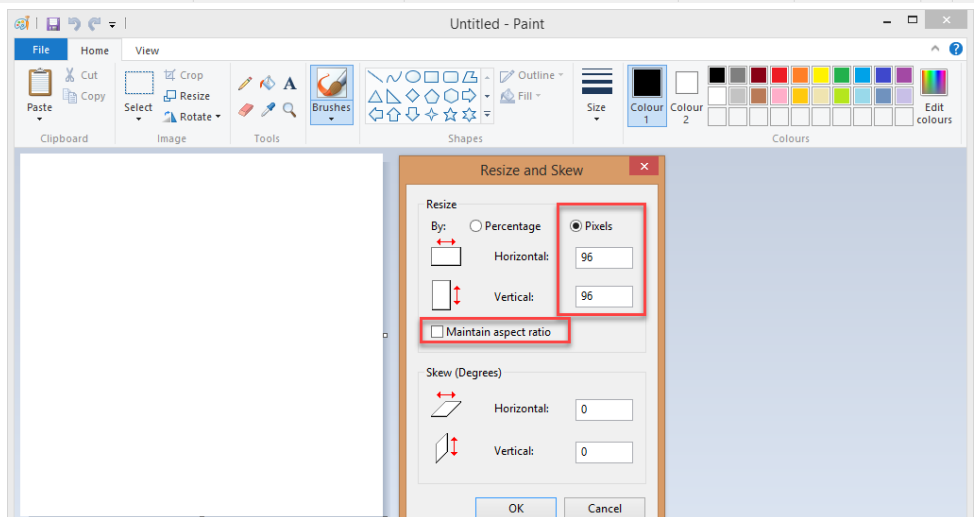 Untitled - Paint
File Home View
Paste
Cut
Copy
Clipboard
Select
Crop
Resize
Rotate
Image
A
Tools
Brushes
Outline
Fill
Shapes
Size
Colour 1
Colour 2
Colours
Edit colours
Resize and Skew
Resize
By: Percentage Pixels
Horizontal: 96
Vertical: 96
Maintain aspect ratio
Skew (Degrees)
Horizontal: 0
Vertical: 0
OK Cancel